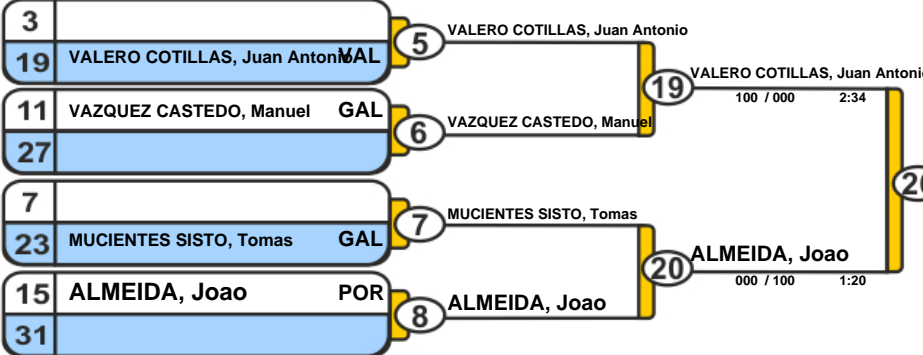 3
19 VALERO COTILLAS, Juan Antonio VAL
5 VALERO COTILLAS, Juan Antonio
11 VAZQUEZ CASTEDO, Manuel GAL
27
6 VAZQUEZ CASTEDO, Manuel
19 VALERO COTILLAS, Juan Antonio
100 / 000 2:34
7
23 MUCIENTES SISTO, Tomas GAL
7 MUCIENTES SISTO, Tomas
15 ALMEIDA, Joao POR
31
8 ALMEIDA, Joao
20 ALMEIDA, Joao
000 / 100 1:20